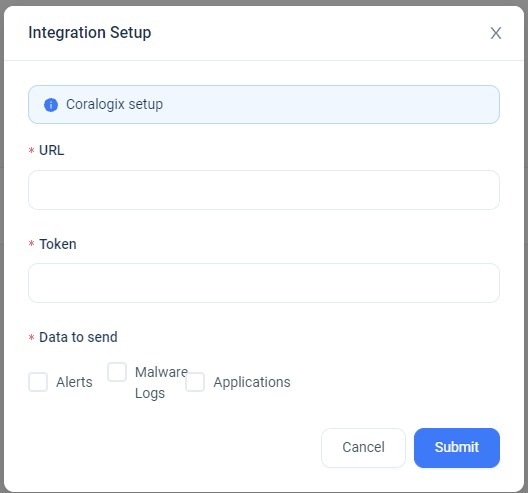 Integration Setup
X
Coralogix setup
* URL
* Token
* Data to send
Alerts
Malware
Logs
Applications
Cancel
Submit